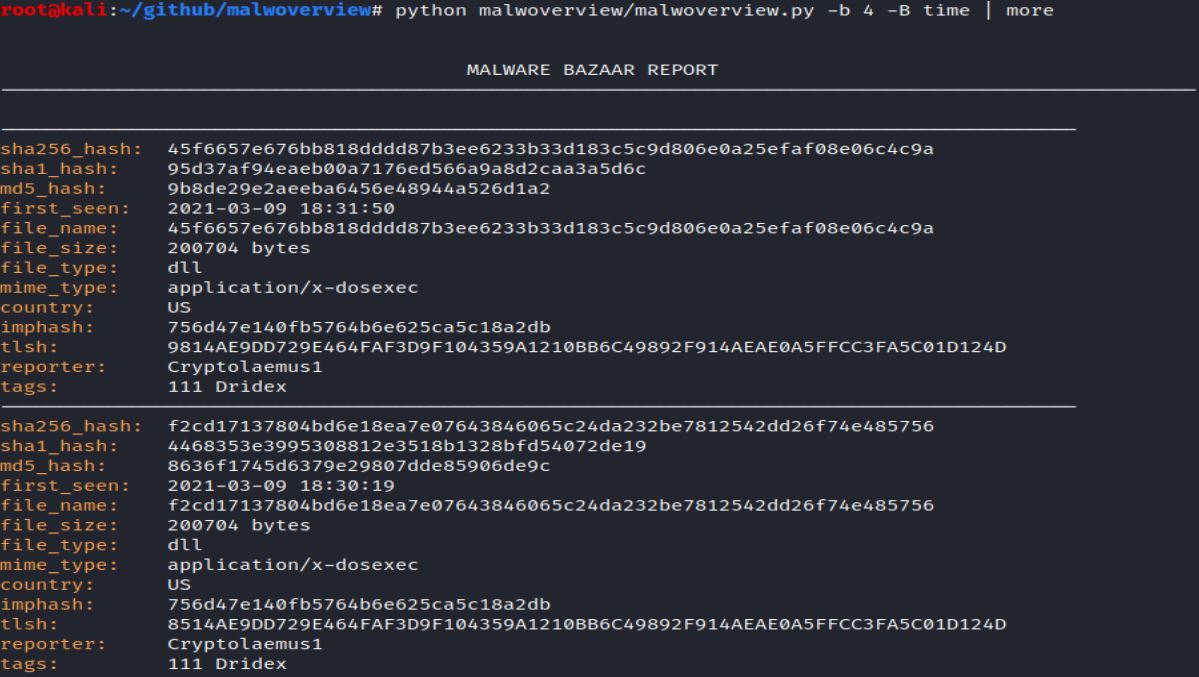 root@kali:~/github/malwoverview# python malwoverview/malwoverview.py -b 4 -B time | more
MALWARE BAZAAR REPORT
sha256_hash: 45f6657e676bb818dddd87b3ee6233b33d183c5c9d806e0a25efaf08e06c4c9a
sha1_hash: 95d37af94eaeb00a7176ed566a9a8d2caa3a5d6c
md5_hash: 9b8de29e2aeeba6456e48944a526d1a2
first_seen: 2021-03-09 18:31:50
file_name: 45f6657e676bb818dddd87b3ee6233b33d183c5c9d806e0a25efaf08e06c4c9a
file_size: 200704 bytes
file_type: dll
mime_type: application/x-dosexec
country: US
imphash: 756d47e140fb5764b6e625ca5c18a2db
tlsh: 9814AE9DD729E464FAF3D9F104359A1210BB6C49892F914AEAE0A5FFCC3FA5C01D124D
reporter: Cryptolaemus1
tags: 111 Dridex
sha256_hash: f2cd17137804bd6e18ea7e07643846065c24da232be7812542dd26f74e485756
sha1_hash: 4468353e3995308812e3518b1328bfd54072de19
md5_hash: 8636f1745d6379e29807dde85906de9c
first_seen: 2021-03-09 18:30:19
file_name: f2cd17137804bd6e18ea7e07643846065c24da232be7812542dd26f74e485756
file_size: 200704 bytes
file_type: dll
mime_type: application/x-dosexec
country: US
imphash: 756d47e140fb5764b6e625ca5c18a2db
tlsh: 8514AE9DD729E464FAF3D9F104359A1210BB6C49892F914AEAE0A5FFCC3FA5C01D124D
reporter: Cryptolaemus1
tags: 111 Dridex